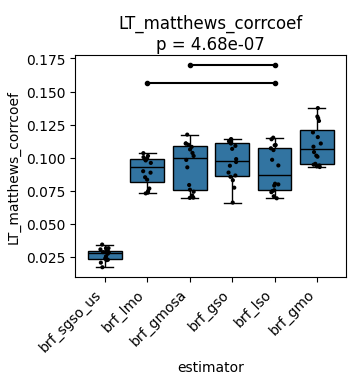 LT_matthews_corrcoef
p = 4.68e-07
LT_matthews_corrcoef
0.175
0.150
0.125
0.100
0.075
0.050
0.025
brf_sgso_us
brf_lmo
brf_gmosa
brf_gso
brf_lso
brf_gmo
estimator